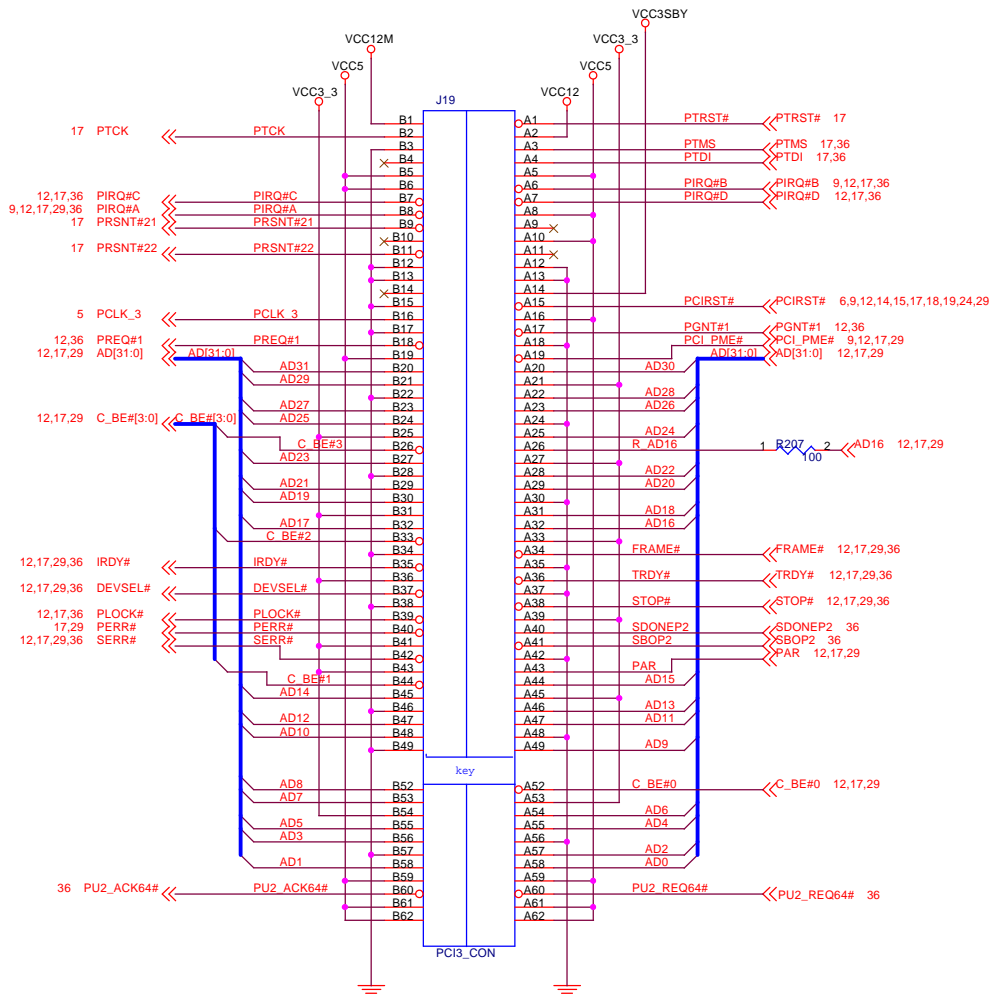 VCC3SBY
VCC12M VCC3_3
VCC5 VCC5
VCC3_3 J19 VCC12
B1 A1 PTRST# PTRST# 17
17 PTCK PTCK B2 A2
B3 A3 PTMS PTMS 17,36
B4 A4 PTDI PTDI 17,36
B5 A5
B6 A6 PIRQ#B PIRQ#B 9,12,17,36
12,17,36 PIRQ#C PIRQ#C B7 A7 PIRQ#D PIRQ#D 12,17,36
9,12,17,29,36 PIRQ#A PIRQ#A B8 A8
17 PRSNT#21 PRSNT#21 B9 A9
B10 A10
17 PRSNT#22 PRSNT#22 B11 A11
B12 A12
B13 A13
B14 A14
B15 A15 PCIRST# PCIRST# 6,9,12,14,15,17,18,19,24,29
5 PCLK_3 PCLK_3 B16 A16
B17 A17 PGNT#1 PGNT#1 12,36
12,36 PREQ#1 PREQ#1 B18 A18 PCI_PME# PCI_PME# 9,12,17,29
12,17,29 AD[31:0] AD[31:0] B19 A19 AD[31:0] AD[31:0] 12,17,29
AD31 B20 A20 AD30
AD29 B21 A21
B22 A22 AD28
AD27 B23 A23 AD26
12,17,29 C_BE#[3:0] C_BE#[3:0] AD25 B24 A24
B25 A25 AD24
C_BE#3 B26 A26 R_AD16 1 R207 2 AD16 12,17,29
100
AD23 B27 A27
B28 A28 AD22
AD21 B29 A29 AD20
AD19 B30 A30
B31 A31 AD18
AD17 B32 A32 AD16
C_BE#2 B33 A33
B34 A34 FRAME# FRAME# 12,17,29,36
12,17,29,36 IRDY# IRDY# B35 A35
B36 A36 TRDY# TRDY# 12,17,29,36
12,17,29,36 DEVSEL# DEVSEL# B37 A37
B38 A38 STOP# STOP# 12,17,29,36
12,17,36 PLOCK# PLOCK# B39 A39
17,29 PERR# PERR# B40 A40 SDONEP2 SDONEP2 36
12,17,29,36 SERR# SERR# B41 A41 SBOP2 SBOP2 36
B42 A42 PAR 12,17,29
B43 A43 PAR
C_BE#1 B44 A44 AD15
AD14 B45 A45
B46 A46 AD13
AD12 B47 A47 AD11
AD10 B48 A48
B49 A49 AD9
key
AD8 B52 A52 C_BE#0 C_BE#0 12,17,29
AD7 B53 A53
B54 A54 AD6
AD5 B55 A55 AD4
AD3 B56 A56
B57 A57 AD2
AD1 B58 A58 AD0
B59 A59
36 PU2_ACK64# PU2_ACK64# B60 A60 PU2_REQ64# PU2_REQ64# 36
B61 A61
B62 A62
PCI3_CON